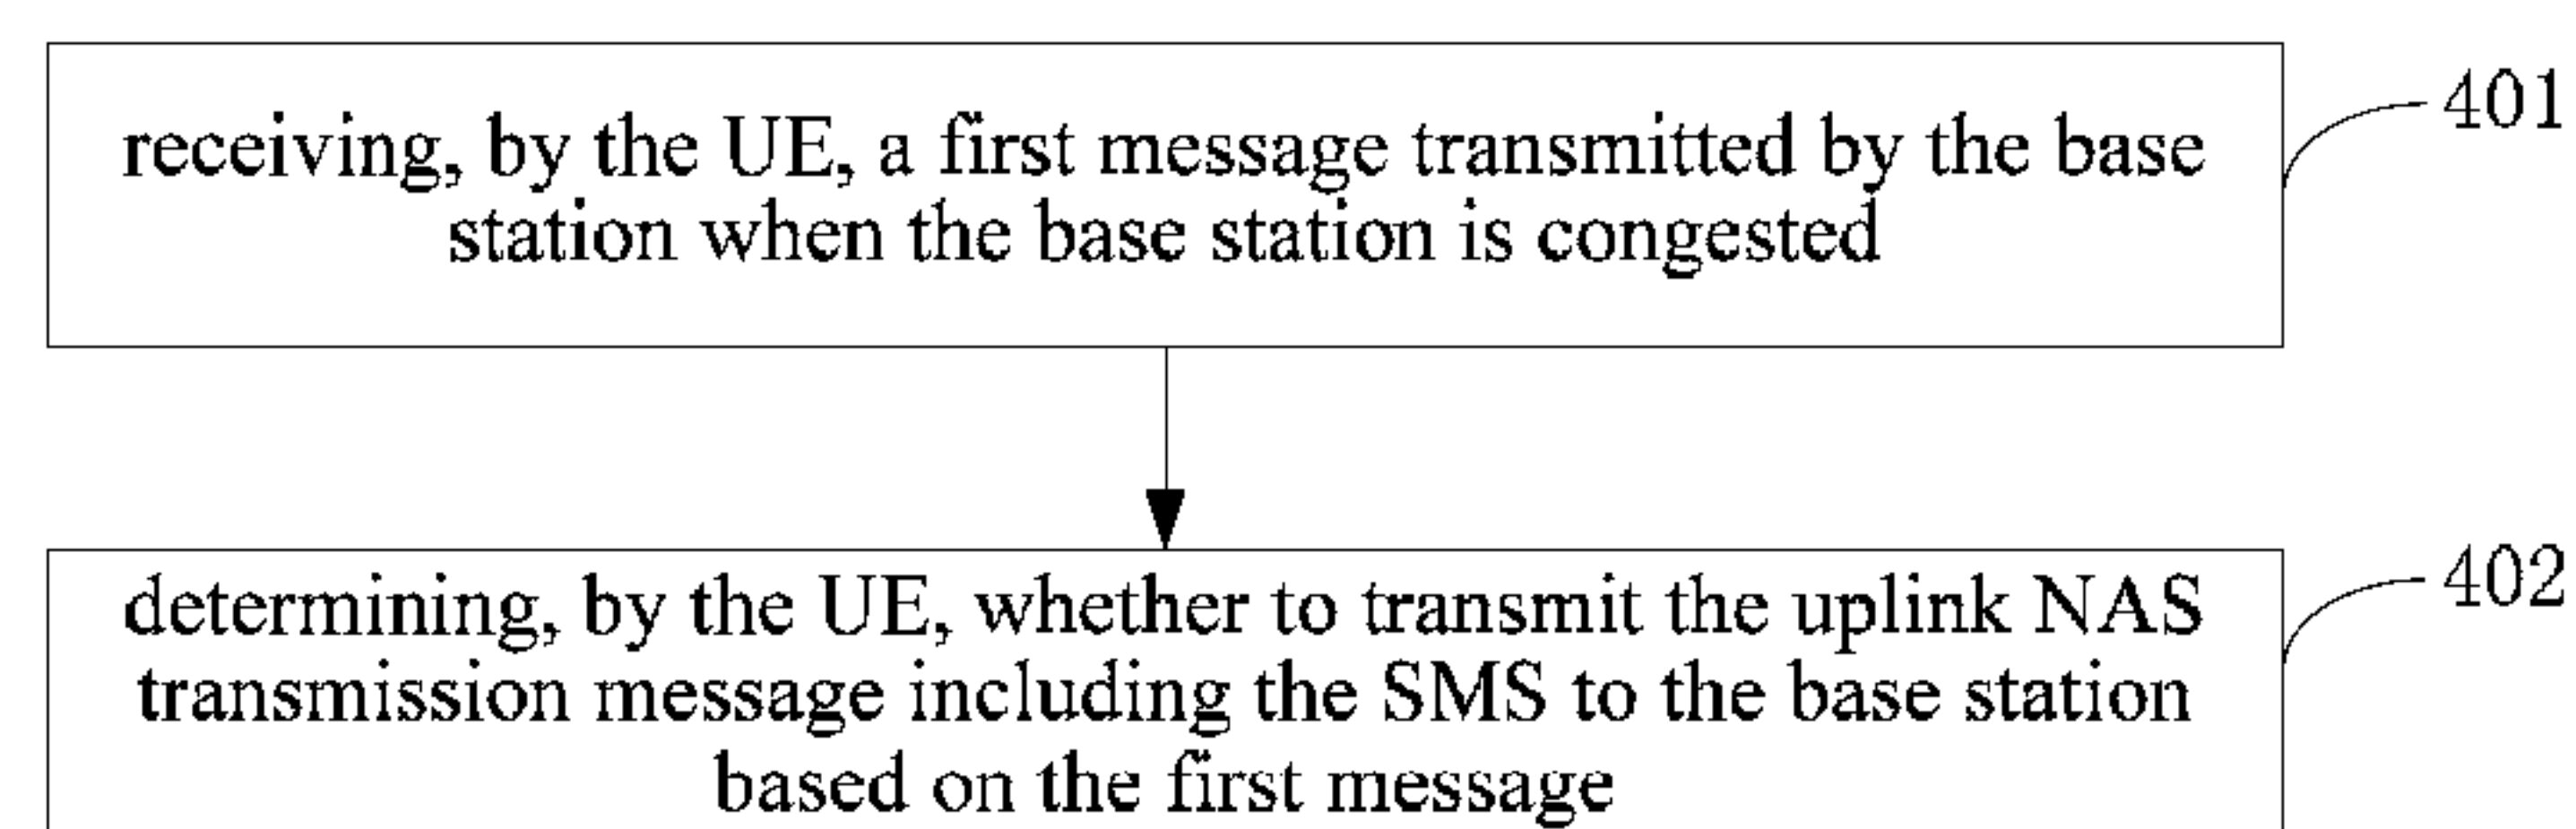 receiving, by the UE, a first message transmitted by the base
station when the base station is congested
401
determining, by the UE, whether to transmit the uplink NAS
transmission message including the SMS to the base station
based on the first message
402